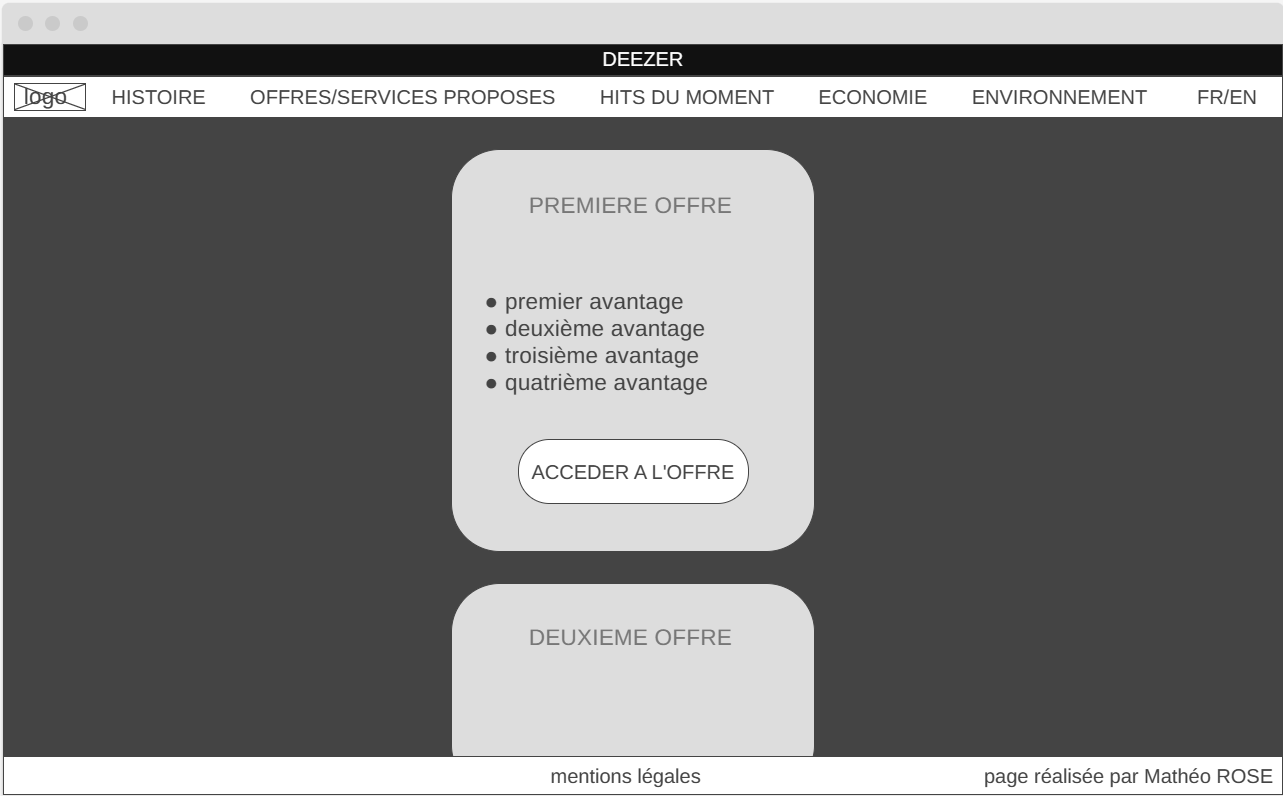 DEEZER
logo HISTOIRE OFFRES/SERVICES PROPOSES HITS DU MOMENT ECONOMIE ENVIRONNEMENT FR/EN
PREMIERE OFFRE
● premier avantage
● deuxième avantage
● troisième avantage
● quatrième avantage
ACCEDER A L'OFFRE
DEUXIEME OFFRE
mentions légales page réalisée par Mathéo ROSE